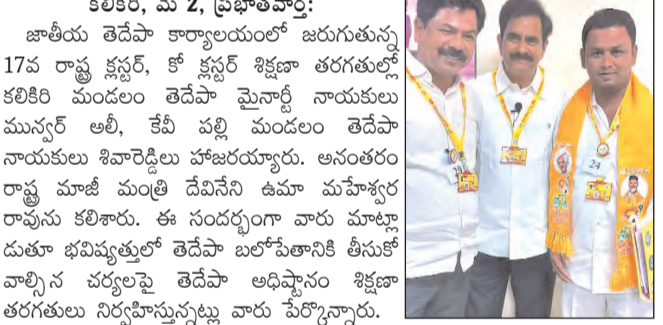 కలికిరి, మే 2, ప్రభాతవార్త:
జాతీయ తెదేపా కార్యాలయంలో జరుగుతున్న
17వ రాష్ట్ర క్లస్టర్, కో క్లస్టర్ శిక్షణా తరగతుల్లో
కలికిరి మండలం తెదేపా మైనార్టీ నాయకులు
మున్వర్ అలీ, కేవీ పల్లి మండలం తెదేపా
నాయకులు శివారెడ్డిలు హాజరయ్యారు. అనంతరం
రాష్ట్ర మాజీ మంత్రి దేవినేని ఉమా మహేశ్వర
రావును కలిశారు. ఈ సందర్భంగా వారు మాట్లా
డుతూ భవిష్యత్తులో తెదేపా బలోపేతానికి తీసుకో
వాల్సిన చర్యలపై తెదేపా అధిష్టానం శిక్షణా
తరగతులు నిర్వహిస్తున్నట్లు వారు పేర్కొన్నారు.
24